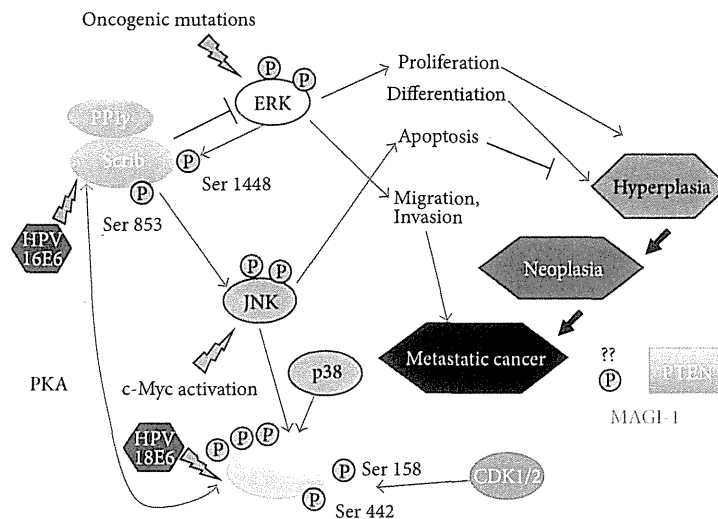 Oncogenic mutations
P
P
ERK
Proliferation
Differentiation
Apoptosis
PP1γ
Scrib
P
Ser 1448
P
Ser 853
Hyperplasia
Migration,
Invasion
HPV
16E6
Neoplasia
P
P
JNK
Metastatic cancer
??
P
PTEN
MAGI-1
p38
c-Myc activation
PKA
HPV
18E6
P
P
P
P
Ser 158
CDK1/2
P
Ser 442